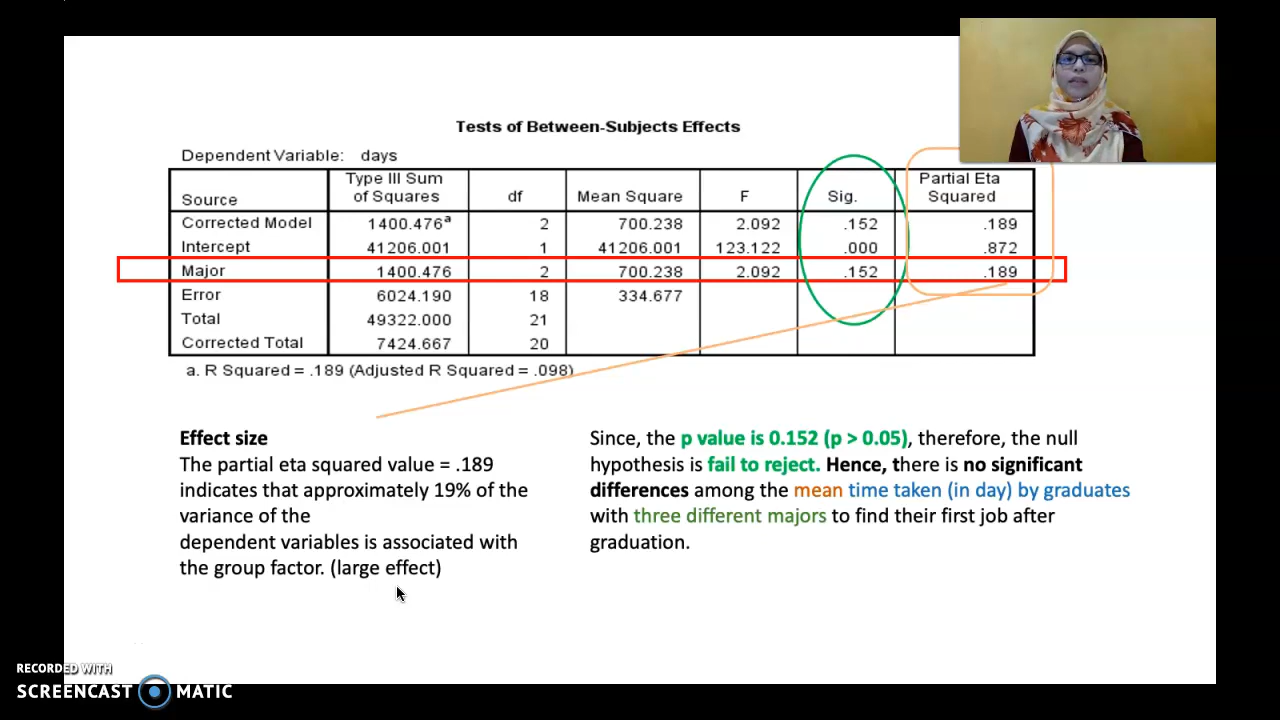 Tests of Between-Subjects Effects
Dependent Variable: days
Source Type III Sum of Squares df Mean Square F Sig. Partial Eta Squared
Corrected Model 1400.476a 2 700.238 2.092 .152 .189
Intercept 41206.001 1 41206.001 123.122 .000 .872
Major 1400.476 2 700.238 2.092 .152 .189
Error 6024.190 18 334.677
Total 49322.000 21
Corrected Total 7424.667 20
a. R Squared = .189 (Adjusted R Squared = .098)
Effect size
The partial eta squared value = .189
indicates that approximately 19% of the
variance of the
dependent variables is associated with
the group factor. (large effect)
Since, the p value is 0.152 (p > 0.05), therefore, the null
hypothesis is fail to reject. Hence, there is no significant
differences among the mean time taken (in day) by graduates
with three different majors to find their first job after
graduation.
RECORDED WITH
SCREENCAST MATIC